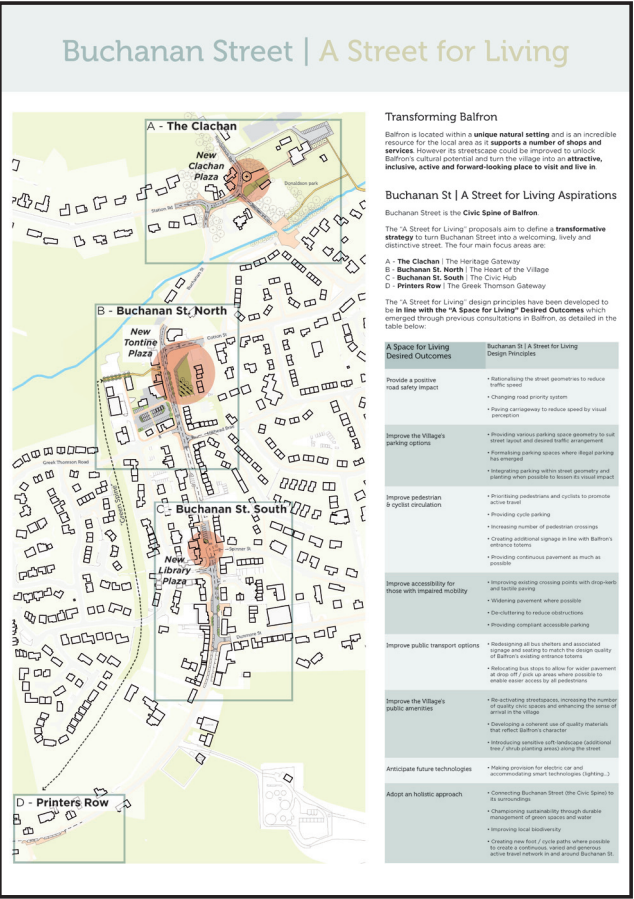 Buchanan Street | A Street for Living
A - The Clachan
New
Clachan
Plaza
Donaldson park
Station Rd
Buchanan St
B - Buchanan St. North
New
Tontine
Plaza
Cotton St
Greek Thomson Road
C - Buchanan St. South
Spinner St
New
Library
Plaza
Dunmore St
D - Printers Row
Transforming Balfron
Balfron is located within a unique natural setting and is an incredible
resource for the local area as it supports a number of shops and
services. However its streetscape could be improved to unlock
Balfron's cultural potential and turn the village into an attractive,
inclusive, active and forward-looking place to visit and live in.
Buchanan St | A Street for Living Aspirations
Buchanan Street is the Civic Spine of Balfron.
The "A Street for Living" proposals aim to define a transformative
strategy to turn Buchanan Street into a welcoming, lively and
distinctive street. The four main focus areas are:
A - The Clachan | The Heritage Gateway
B - Buchanan St. North | The Heart of the Village
C - Buchanan St. South | The Civic Hub
D - Printers Row | The Greek Thomson Gateway
The "A Street for Living" design principles have been developed to
be in line with the "A Space for Living" Desired Outcomes which
emerged through previous consultations in Balfron, as detailed in the
table below:
A Space for Living
Desired Outcomes
Buchanan St | A Street for Living
Design Principles
Provide a positive
road safety impact
• Rationalising the street geometries to reduce
traffic speed
• Changing road priority system
• Paving carriageway to reduce speed by visual
perception
Improve the Village's
parking options
• Providing various parking space geometry to suit
street layout and desired traffic arrangement
• Formalising parking spaces where illegal parking
has emerged
• Integrating parking within street geometry and
planting when possible to lessen its visual impact
Improve pedestrian
& cyclist circulation
• Prioritising pedestrians and cyclists to promote
active travel
• Providing cycle parking
• Increasing number of pedestrian crossings
• Creating additional signage in line with Balfron's
entrance totems
• Providing continuous pavement as much as
possible
Improve accessibility for
those with impaired mobility
• Improving existing crossing points with drop-kerb
and tactile paving
• Widening pavement where possible
• De-cluttering to reduce obstructions
• Providing compliant accessible parking
Improve public transport options
• Redesigning all bus shelters and associated
signage and seating to match the design quality
of Balfron's existing entrance totems
• Relocating bus stops to allow for wider pavement
at drop off / pick up areas where possible to
enable easier access by all pedestrians
Improve the Village's
public amenities
• Re-activating streetspaces, increasing the number
of quality civic spaces and enhancing the sense of
arrival in the village
• Developing a coherent use of quality materials
that reflect Balfron's character
• Introducing sensitive soft-landscape (additional
tree / shrub planting areas) along the street
Anticipate future technologies
• Making provision for electric car and
accommodating smart technologies (lighting...)
Adopt an holistic approach
• Connecting Buchanan Street (the Civic Spine) to
its surroundings
• Championing sustainability through durable
management of green spaces and water
• Improving local biodiversity
• Creating new foot / cycle paths where possible
to create a continuous, varied and generous
active travel network in and around Buchanan St.